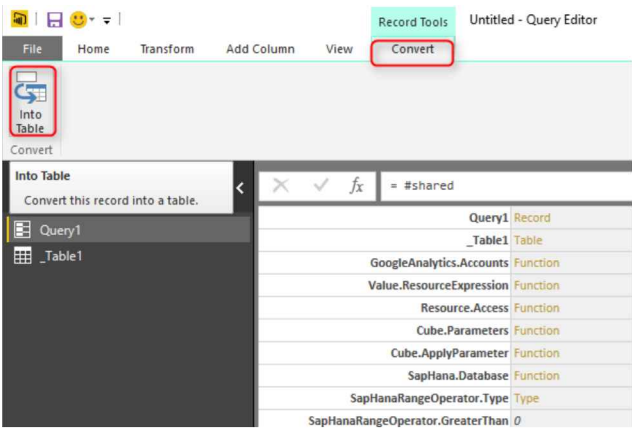 Record Tools Untitled - Query Editor
File Home Transform Add Column View Convert
Into
Table
Convert
Into Table
Convert this record into a table.
Query1
_Table1
fx = #shared
Query1 Record
_Table1 Table
GoogleAnalytics.Accounts Function
Value.ResourceExpression Function
Resource.Access Function
Cube.Parameters Function
Cube.ApplyParameter Function
SapHana.Database Function
SapHanaRangeOperator.Type Type
SapHanaRangeOperator.GreaterThan 0